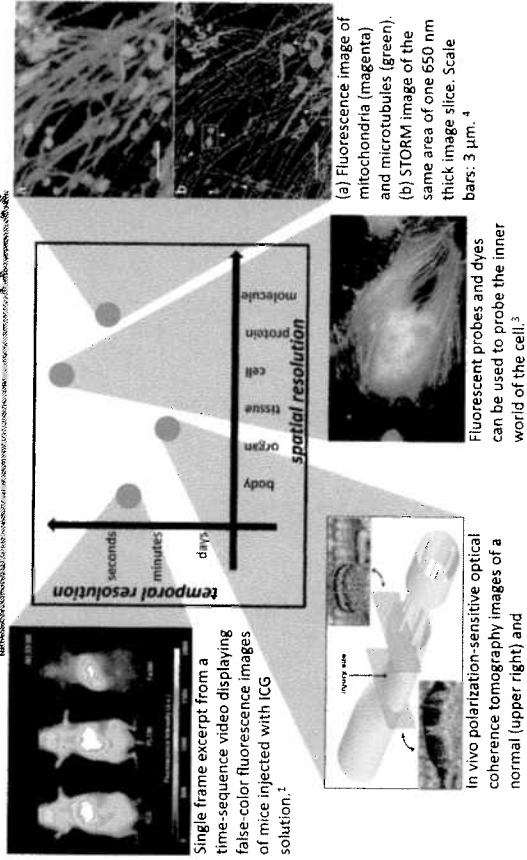 Single frame excerpt from a
time-sequence video displaying
false-color fluorescence images
of mice injected with ICG
solution.¹
temporal resolution
seconds
minutes
days
body
organ
tissue
cell
protein
molecule
spatial resolution
a
b
(a) Fluorescence image of
mitochondria (magenta)
and microtubules (green).
(b) STORM image of the
same area of one 650 nm
thick image slice. Scale
bars: 3 µm. ⁴
injury site
In vivo polarization-sensitive optical
coherence tomography images of a
normal (upper right) and
Fluorescent probes and dyes
can be used to probe the inner
world of the cell.³